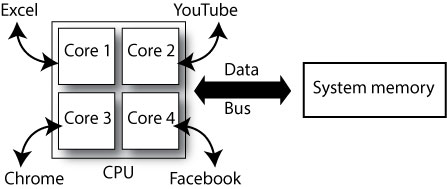 Excel
YouTube
Core 1
Core 2
Data
Bus
System memory
Core 3
Core 4
Chrome
CPU
Facebook